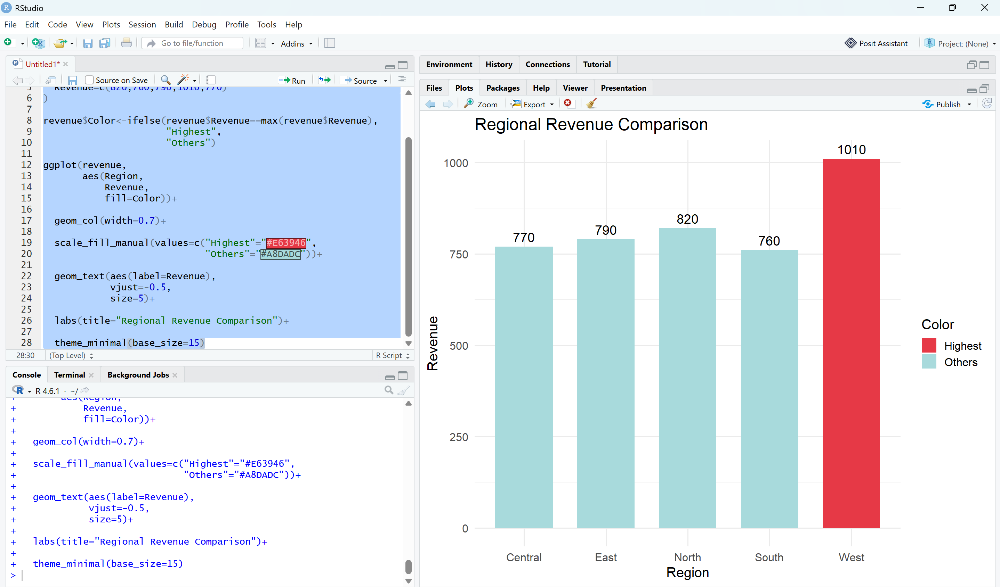 RStudio
File Edit Code View Plots Session Build Debug Profile Tools Help
Go to file/function Addins Posit Assistant Project: (None)
Untitled1*
Source on Save Run Source
5 Revenue=c(820,760,790,1010,770)
6 )
7
8 revenue$Color<-ifelse(revenue$Revenue==max(revenue$Revenue),
9 "Highest",
10 "Others")
11
12 ggplot(revenue,
13 aes(Region,
14 Revenue,
15 fill=Color))+
16
17 geom_col(width=0.7)+
18
19 scale_fill_manual(values=c("Highest"="#E63946",
20 "Others"="#A8DADC"))+
21
22 geom_text(aes(label=Revenue),
23 vjust=-0.5,
24 size=5)+
25
26 labs(title="Regional Revenue Comparison")+
27
28 theme_minimal(base_size=15)
28:30 (Top Level) R Script
Console Terminal Background Jobs
R 4.6.1 · ~/
+ aes(Region,
+ Revenue,
+ fill=Color))+
+
+ geom_col(width=0.7)+
+
+ scale_fill_manual(values=c("Highest"="#E63946",
+ "Others"="#A8DADC"))+
+
+ geom_text(aes(label=Revenue),
+ vjust=-0.5,
+ size=5)+
+
+ labs(title="Regional Revenue Comparison")+
+
+ theme_minimal(base_size=15)
>
Environment History Connections Tutorial
Files Plots Packages Help Viewer Presentation
Zoom Export Publish
Regional Revenue Comparison
1010
1000
820
790
770
760
750
500
250
0
Revenue
Central East North South West
Region
Color
Highest
Others